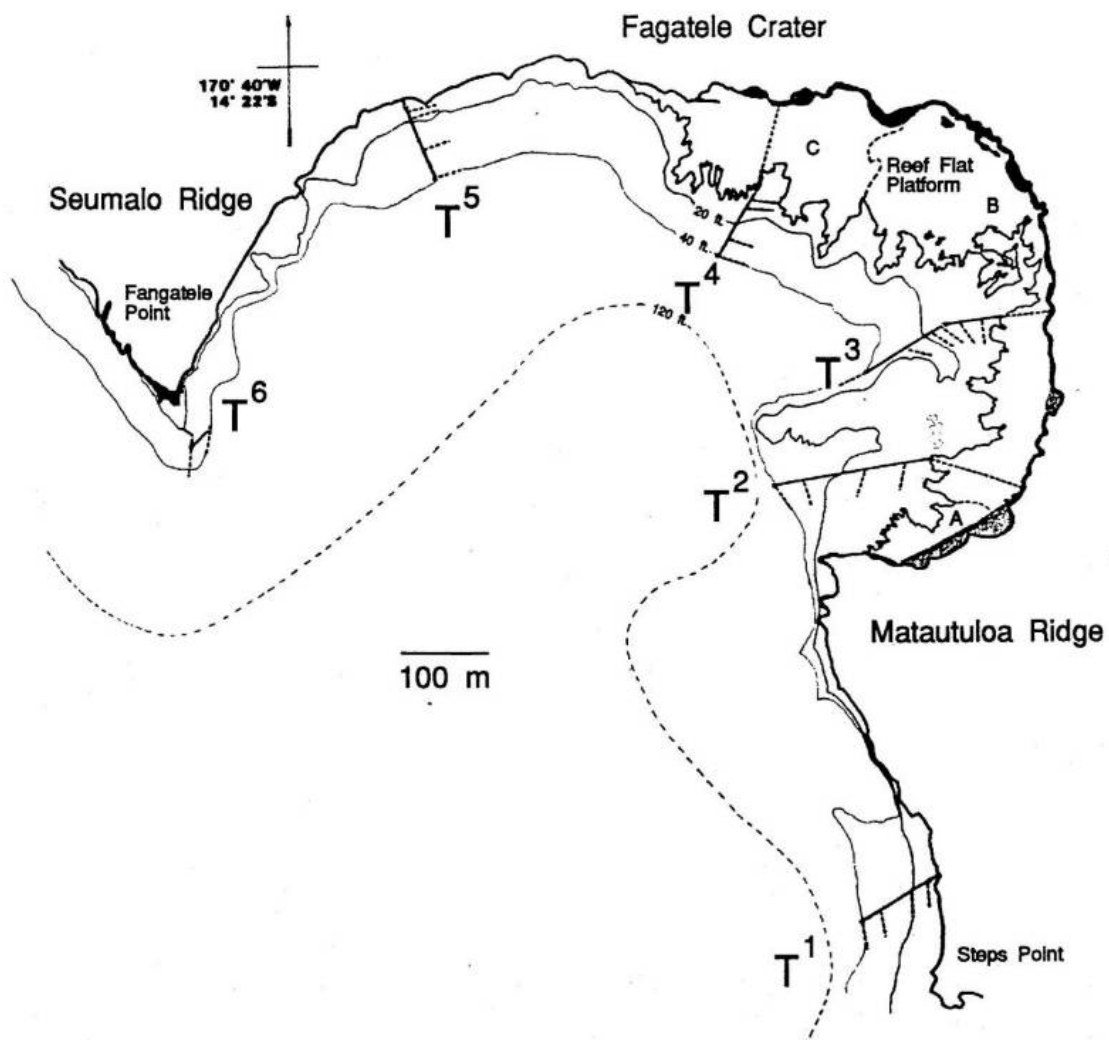 Fagatele Crater
170° 40'W
14° 22'S
C
Reef Flat
Platform
B
Seumalo Ridge
T5
20 ft.
40 ft.
Fangatele
Point
T4
120 ft.
T3
T6
T2
A
Matautuloa Ridge
100 m
T1
Steps Point